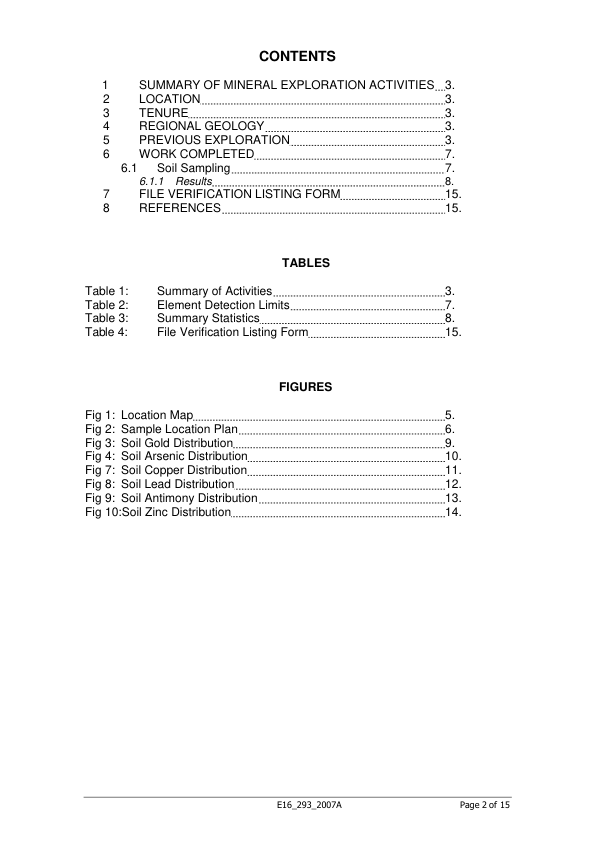 CONTENTS
1 SUMMARY OF MINERAL EXPLORATION ACTIVITIES 3.
2 LOCATION 3.
3 TENURE 3.
4 REGIONAL GEOLOGY 3.
5 PREVIOUS EXPLORATION 3.
6 WORK COMPLETED 7.
6.1 Soil Sampling 7.
6.1.1 Results 8.
7 FILE VERIFICATION LISTING FORM 15.
8 REFERENCES 15.
TABLES
Table 1: Summary of Activities 3.
Table 2: Element Detection Limits 7.
Table 3: Summary Statistics 8.
Table 4: File Verification Listing Form 15.
FIGURES
Fig 1: Location Map 5.
Fig 2: Sample Location Plan 6.
Fig 3: Soil Gold Distribution 9.
Fig 4: Soil Arsenic Distribution 10.
Fig 7: Soil Copper Distribution 11.
Fig 8: Soil Lead Distribution 12.
Fig 9: Soil Antimony Distribution 13.
Fig 10:Soil Zinc Distribution 14.
E16_293_2007A Page 2 of 15